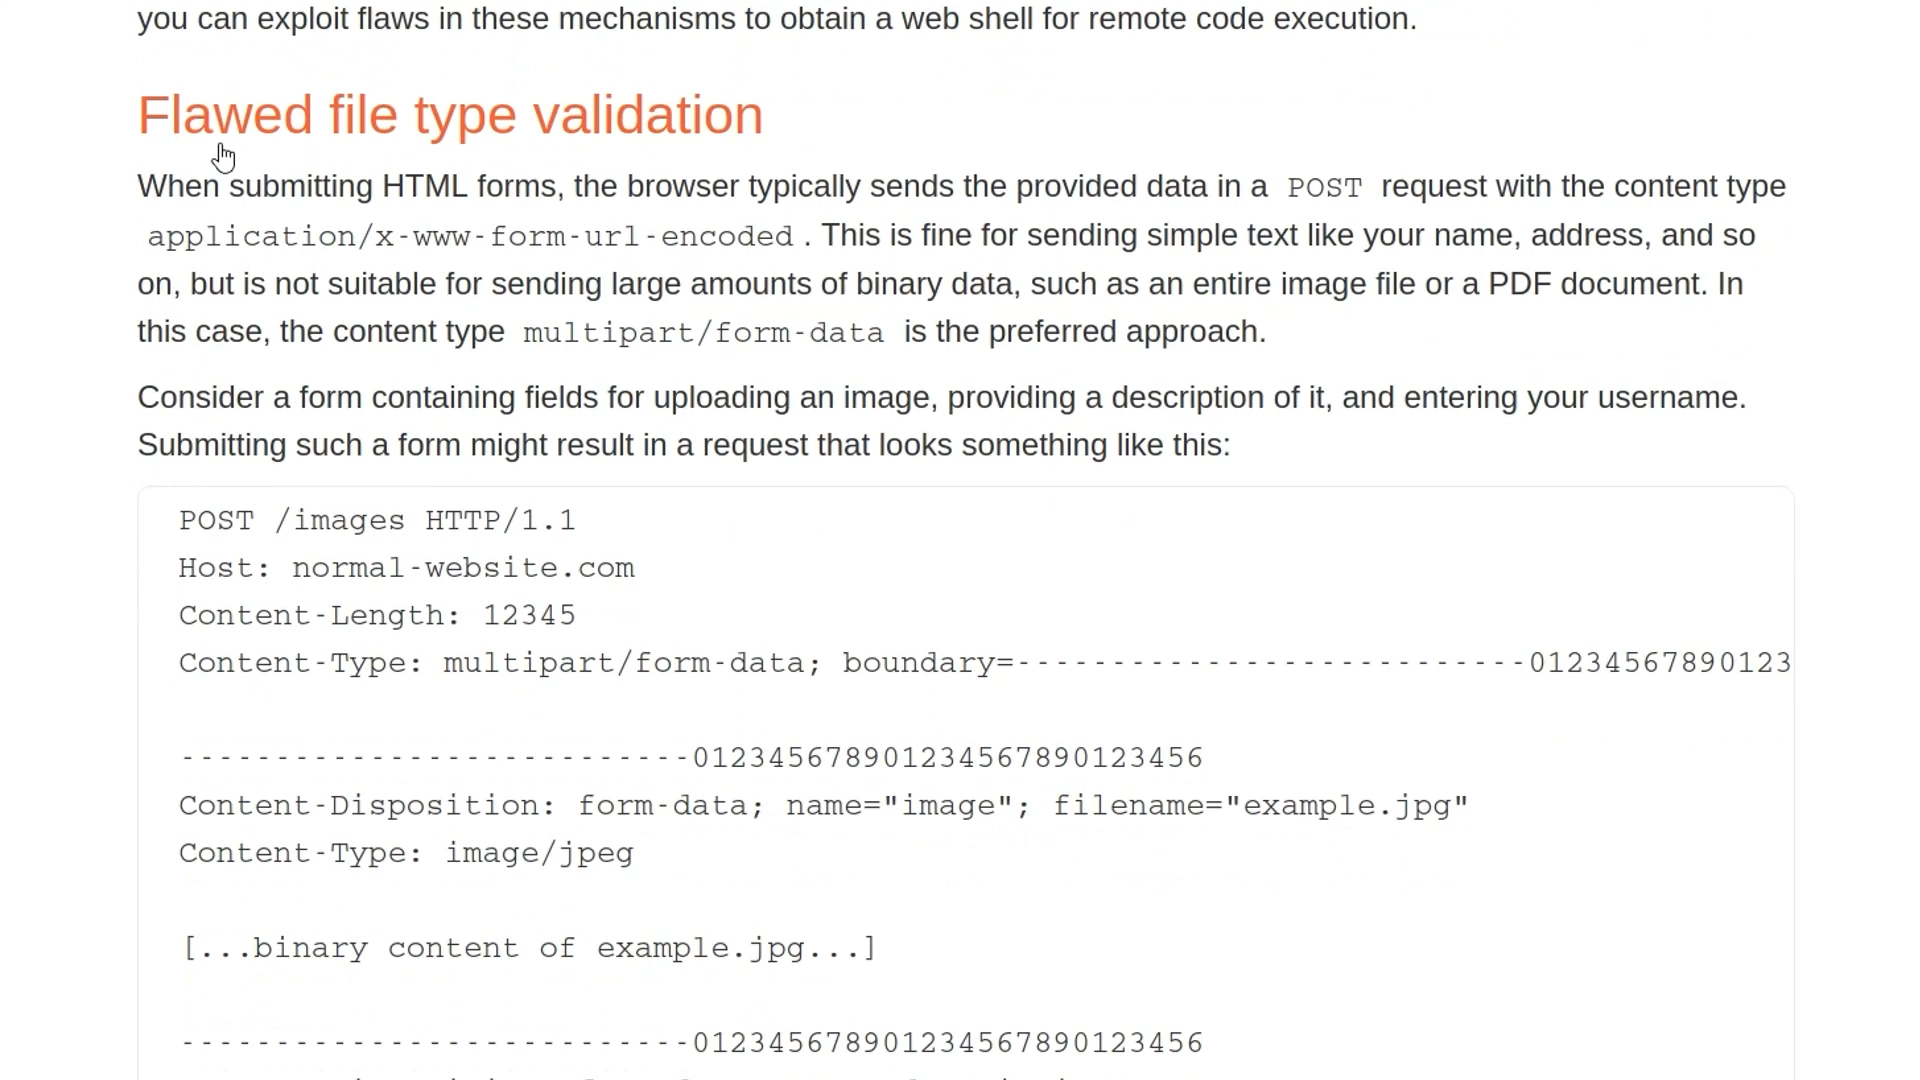 you can exploit flaws in these mechanisms to obtain a web shell for remote code execution.
Flawed file type validation
When submitting HTML forms, the browser typically sends the provided data in a POST request with the content type
application/x-www-form-url-encoded . This is fine for sending simple text like your name, address, and so
on, but is not suitable for sending large amounts of binary data, such as an entire image file or a PDF document. In
this case, the content type multipart/form-data is the preferred approach.
Consider a form containing fields for uploading an image, providing a description of it, and entering your username.
Submitting such a form might result in a request that looks something like this:
POST /images HTTP/1.1
Host: normal-website.com
Content-Length: 12345
Content-Type: multipart/form-data; boundary=---------------------------01234567890123
---------------------------012345678901234567890123456
Content-Disposition: form-data; name="image"; filename="example.jpg"
Content-Type: image/jpeg
[...binary content of example.jpg...]
---------------------------012345678901234567890123456